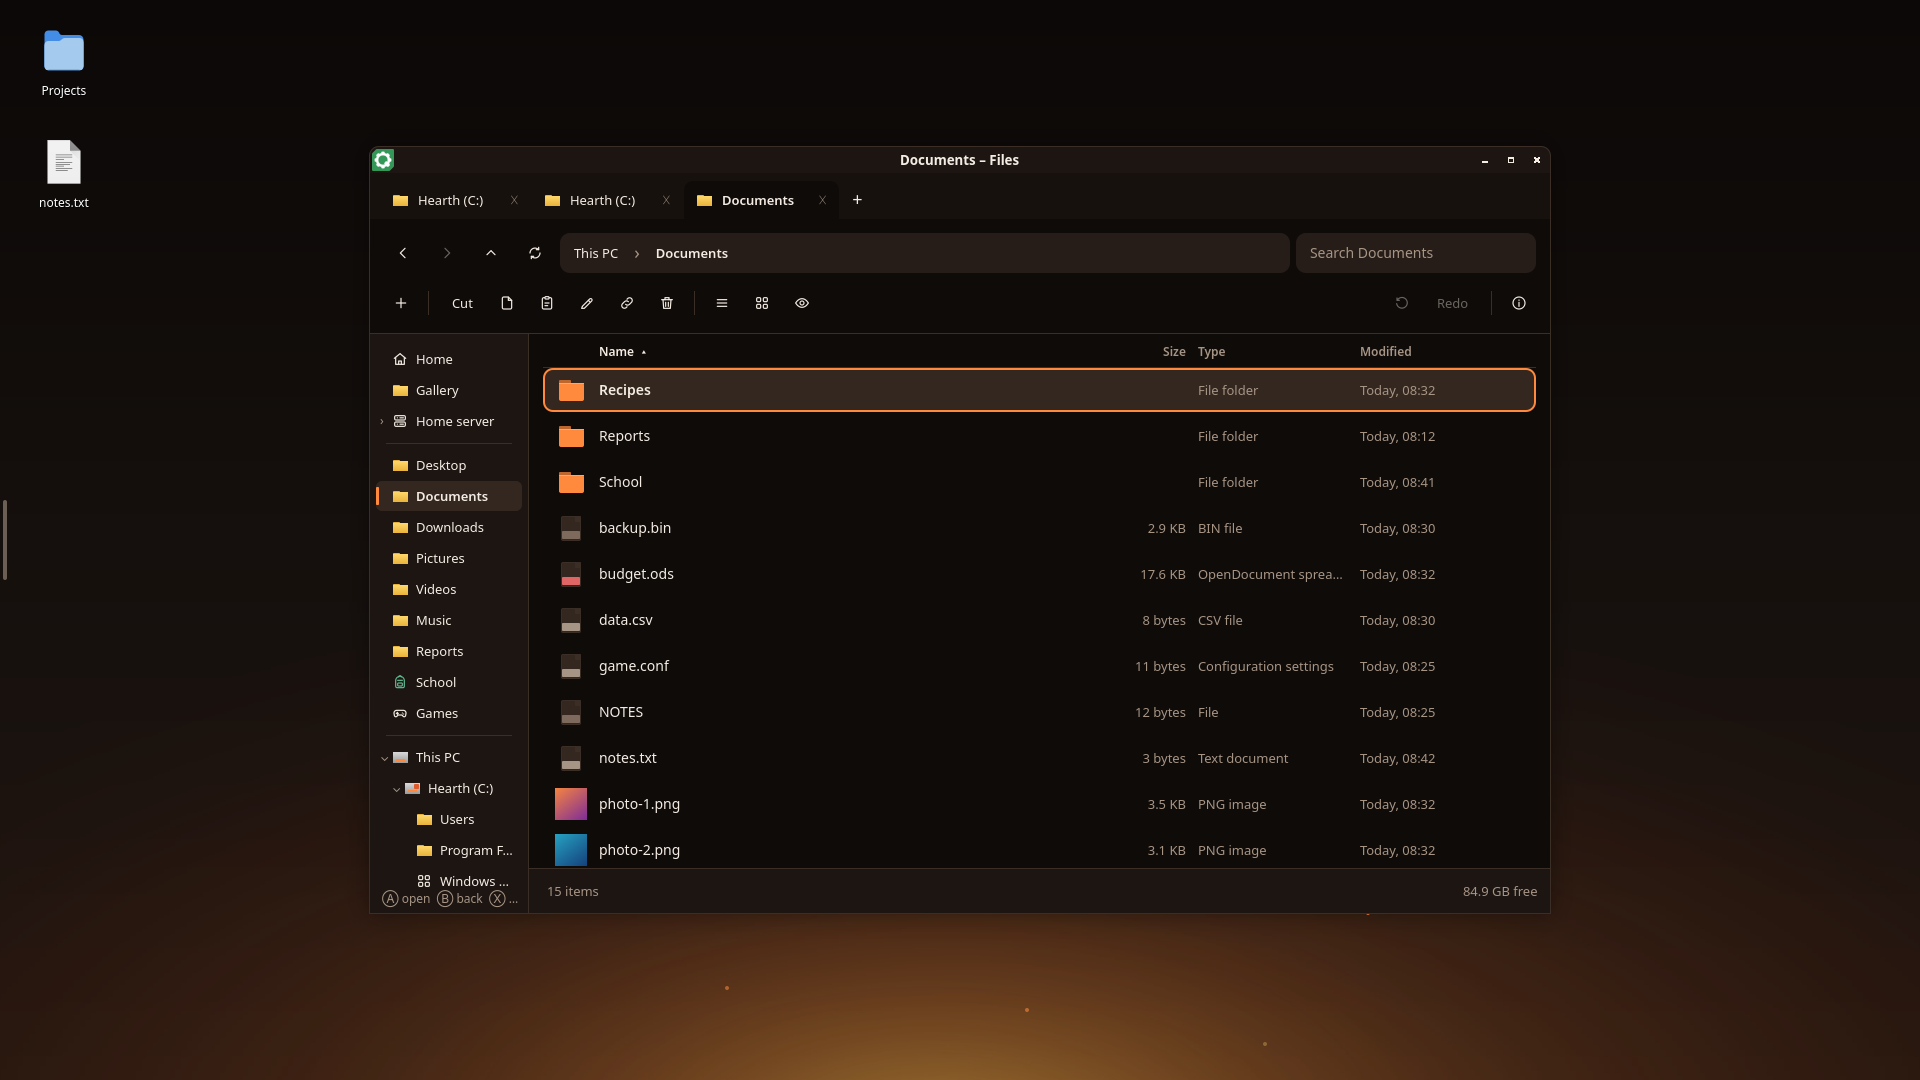 Projects
notes.txt
Documents – Files
Hearth (C:) X Hearth (C:) X Documents X +
This PC › Documents
Search Documents
Cut
Redo
Home
Gallery
Home server
Desktop
Documents
Downloads
Pictures
Videos
Music
Reports
School
Games
This PC
Hearth (C:)
Users
Program F...
Windows ...
A open B back X ...
Name Size Type Modified
Recipes File folder Today, 08:32
Reports File folder Today, 08:12
School File folder Today, 08:41
backup.bin 2.9 KB BIN file Today, 08:30
budget.ods 17.6 KB OpenDocument sprea... Today, 08:32
data.csv 8 bytes CSV file Today, 08:30
game.conf 11 bytes Configuration settings Today, 08:25
NOTES 12 bytes File Today, 08:25
notes.txt 3 bytes Text document Today, 08:42
photo-1.png 3.5 KB PNG image Today, 08:32
photo-2.png 3.1 KB PNG image Today, 08:32
15 items
84.9 GB free